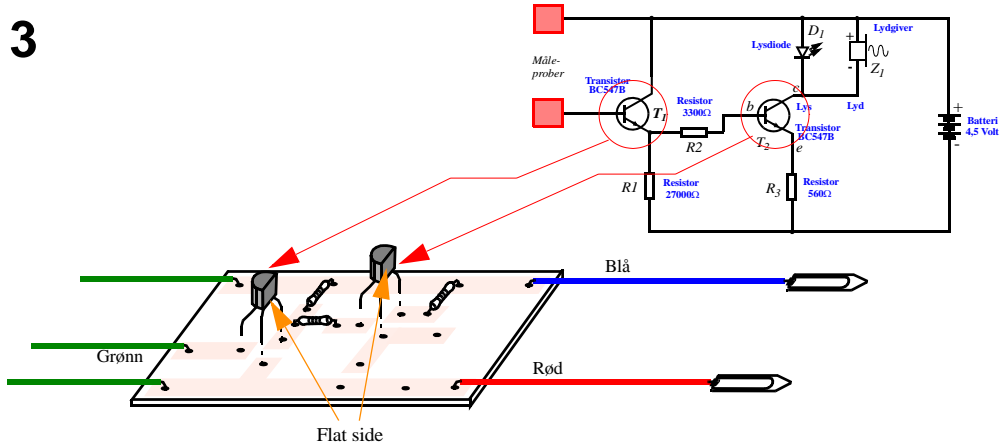 3
Måle-
prober
Transistor
BC547B
T1
Resistor
3300Ω
R2
R1
Resistor
27000Ω
Lysdiode
D1
Lydgiver
+
-
Z1
c
b
Lys
Lyd
Transistor
BC547B
T2
e
R3
Resistor
560Ω
+
Batteri
4,5 Volt
-
Blå
Grønn
Rød
Flat side